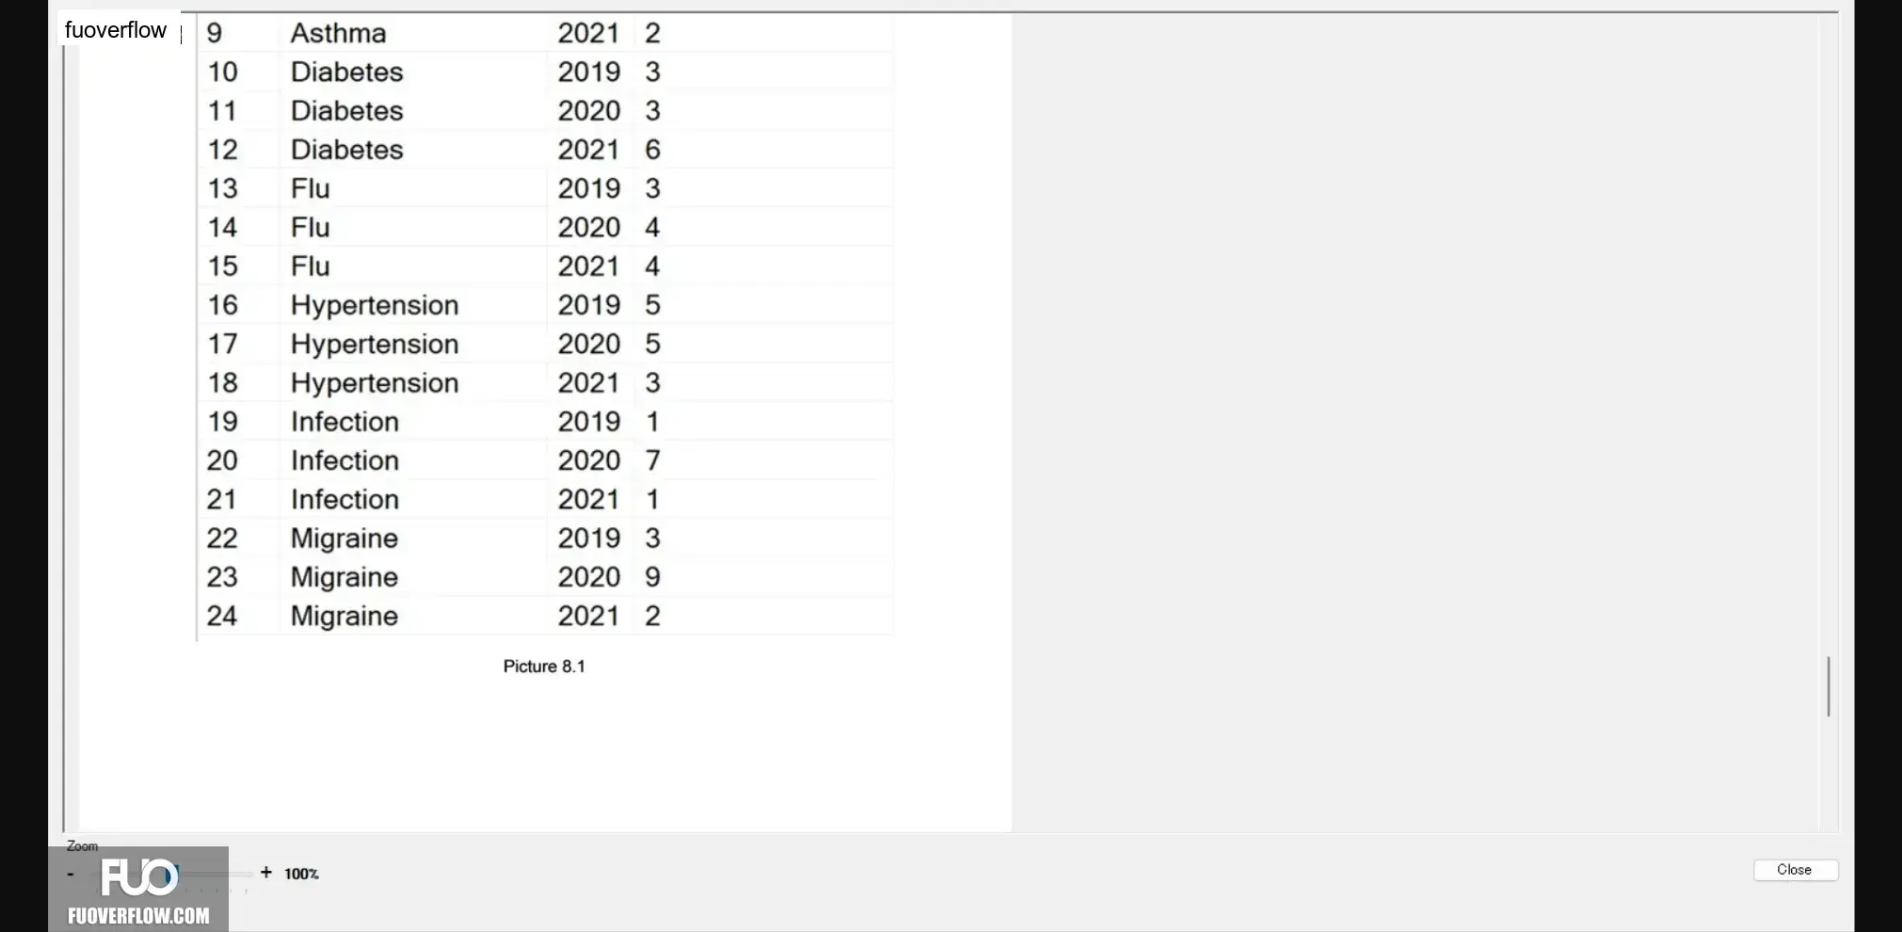 fuoverflow
9 Asthma 2021 2
10 Diabetes 2019 3
11 Diabetes 2020 3
12 Diabetes 2021 6
13 Flu 2019 3
14 Flu 2020 4
15 Flu 2021 4
16 Hypertension 2019 5
17 Hypertension 2020 5
18 Hypertension 2021 3
19 Infection 2019 1
20 Infection 2020 7
21 Infection 2021 1
22 Migraine 2019 3
23 Migraine 2020 9
24 Migraine 2021 2
Picture 8.1
Zoom
- + 100%
Close
FUO
FUOVERFLOW.COM